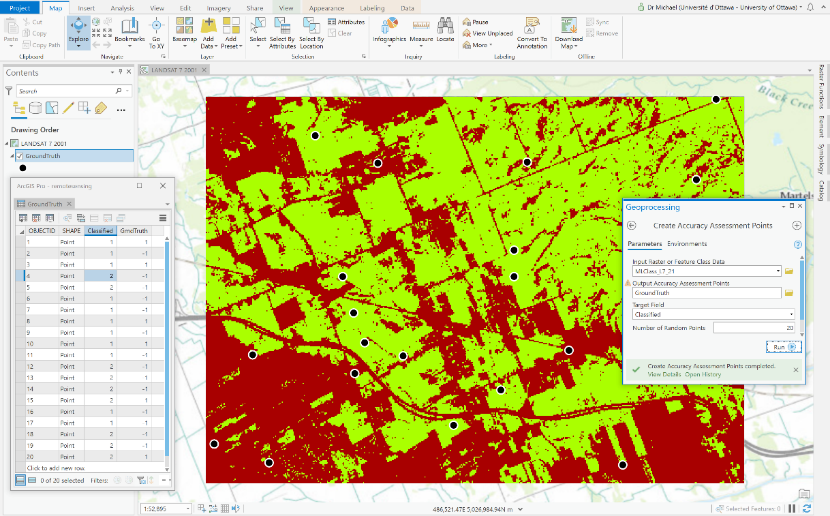 Project Map Insert Analysis View Edit Imagery Share View Appearance Labeling Data
Dr Michael (Université d'Ottawa - University of Ottawa)
Paste
Cut
Copy
Copy Path
Clipboard
Explore
Bookmarks
Go To XY
Navigate
Basemap
Add Data
Add Preset
Layer
Select
Select By Attributes
Select By Location
Attributes
Clear
Selection
Infographics
Measure
Locate
Inquiry
Pause
View Unplaced
More
Convert To Annotation
Labeling
Download Map
Sync
Remove
Offline
Contents
Search
Drawing Order
LANDSAT 7 2001
GroundTruth
LANDSAT 7 2001
Black Creek
Martels
Raster Functions
Element
Symbology
Catalog
ArcGIS Pro - remotesensing
GroundTruth
OBJECTID SHAPE Classified GrndTruth
1 Point 1 1
2 Point 1 -1
3 Point 1 1
4 Point 2 -1
5 Point 2 -1
6 Point 1 -1
7 Point 1 -1
8 Point 1 -1
9 Point 1 -1
10 Point 1 -1
11 Point 1 -1
12 Point 2 -1
13 Point 2 -1
14 Point 2 -1
15 Point 2 -1
16 Point 1 -1
17 Point 1 -1
18 Point 2 -1
19 Point 2 -1
20 Point 2 -1
Click to add new row.
0 of 20 selected Filters:
Geoprocessing
Create Accuracy Assessment Points
Parameters Environments
Input Raster or Feature Class Data
MLClass_L7_21
Output Accuracy Assessment Points
GroundTruth
Target Field
Classified
Number of Random Points 20
Run
Create Accuracy Assessment Points completed.
View Details Open History
1:52,695
486,521.47E 5,026,984.94N m
Selected Features: 0